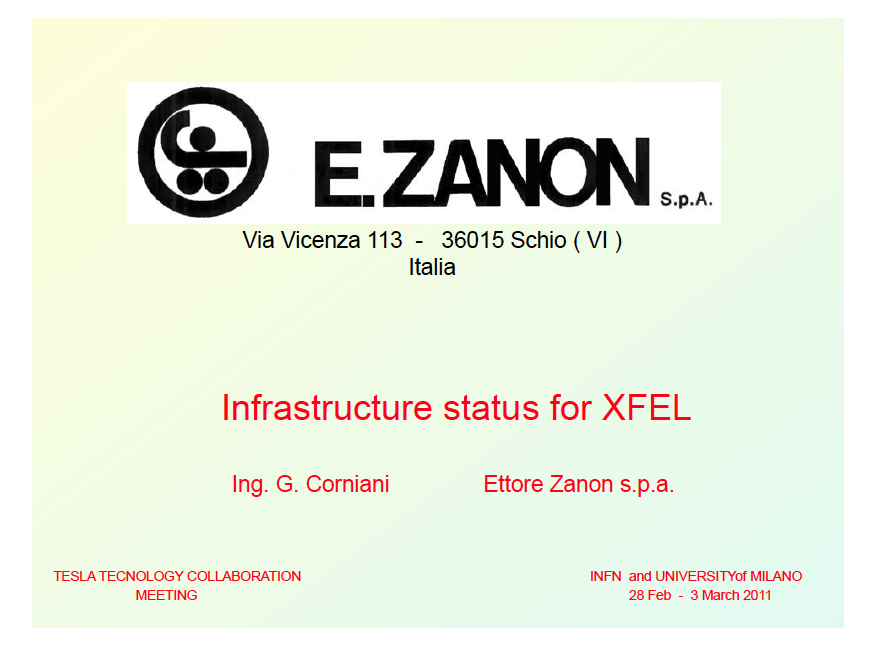 E.ZANON S.p.A.
Via Vicenza 113 - 36015 Schio ( VI )
Italia
Infrastructure status for XFEL
Ing. G. Corniani Ettore Zanon s.p.a.
TESLA TECNOLOGY COLLABORATION
MEETING
INFN and UNIVERSITYof MILANO
28 Feb - 3 March 2011